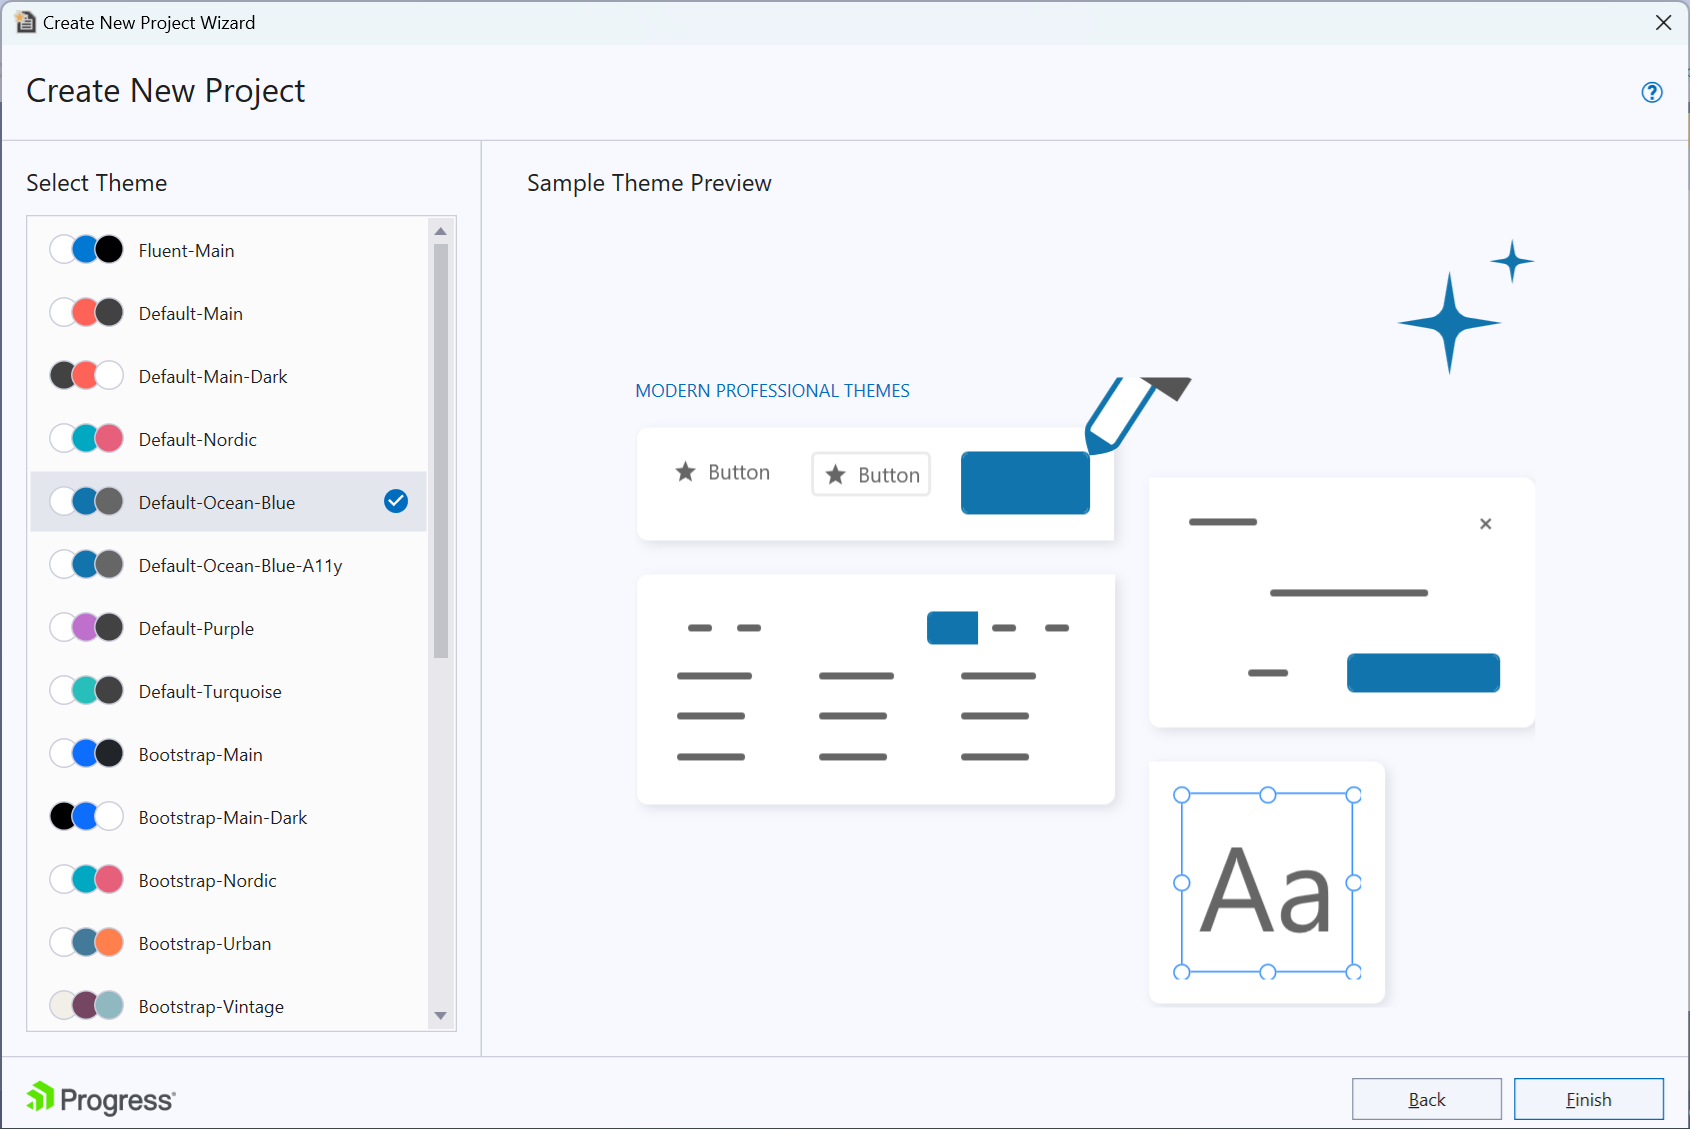 Create New Project Wizard
Create New Project
Select Theme
Fluent-Main
Default-Main
Default-Main-Dark
Default-Nordic
Default-Ocean-Blue
Default-Ocean-Blue-A11y
Default-Purple
Default-Turquoise
Bootstrap-Main
Bootstrap-Main-Dark
Bootstrap-Nordic
Bootstrap-Urban
Bootstrap-Vintage
Sample Theme Preview
MODERN PROFESSIONAL THEMES
Button
Button
Aa
Progress®
Back
Finish